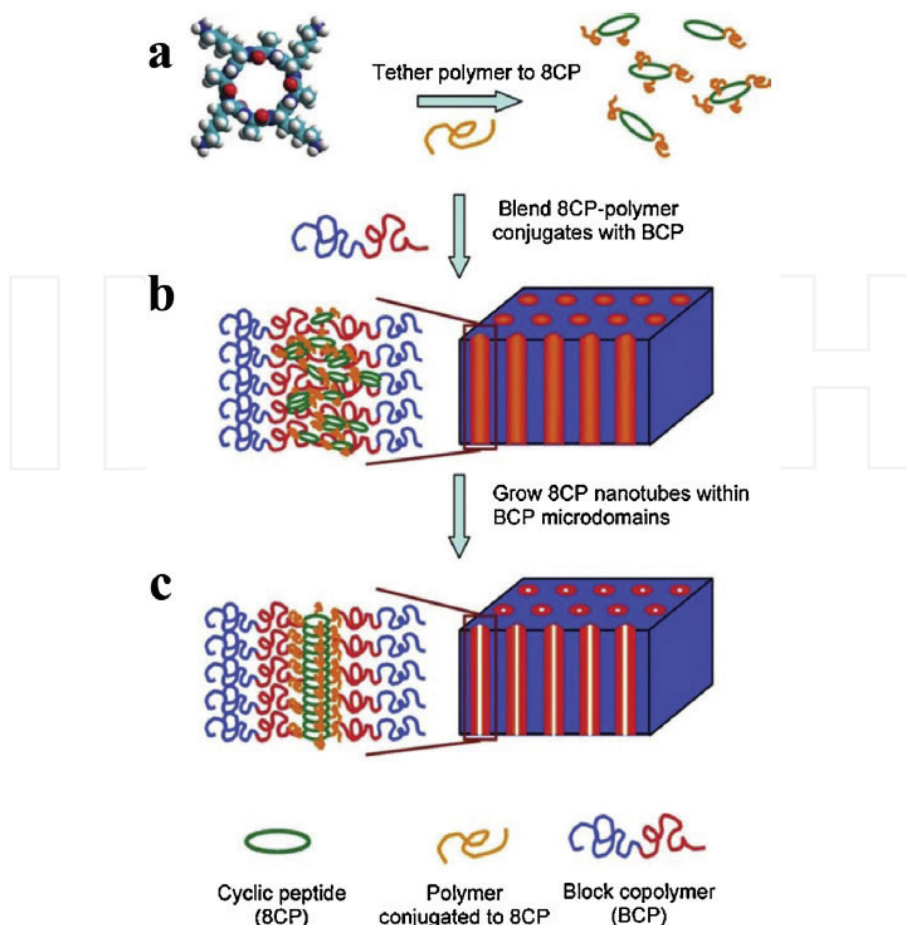 a
Tether polymer to 8CP
Blend 8CP-polymer
conjugates with BCP
b
Grow 8CP nanotubes within
BCP microdomains
c
Cyclic peptide
(8CP)
Polymer
conjugated to 8CP
Block copolymer
(BCP)